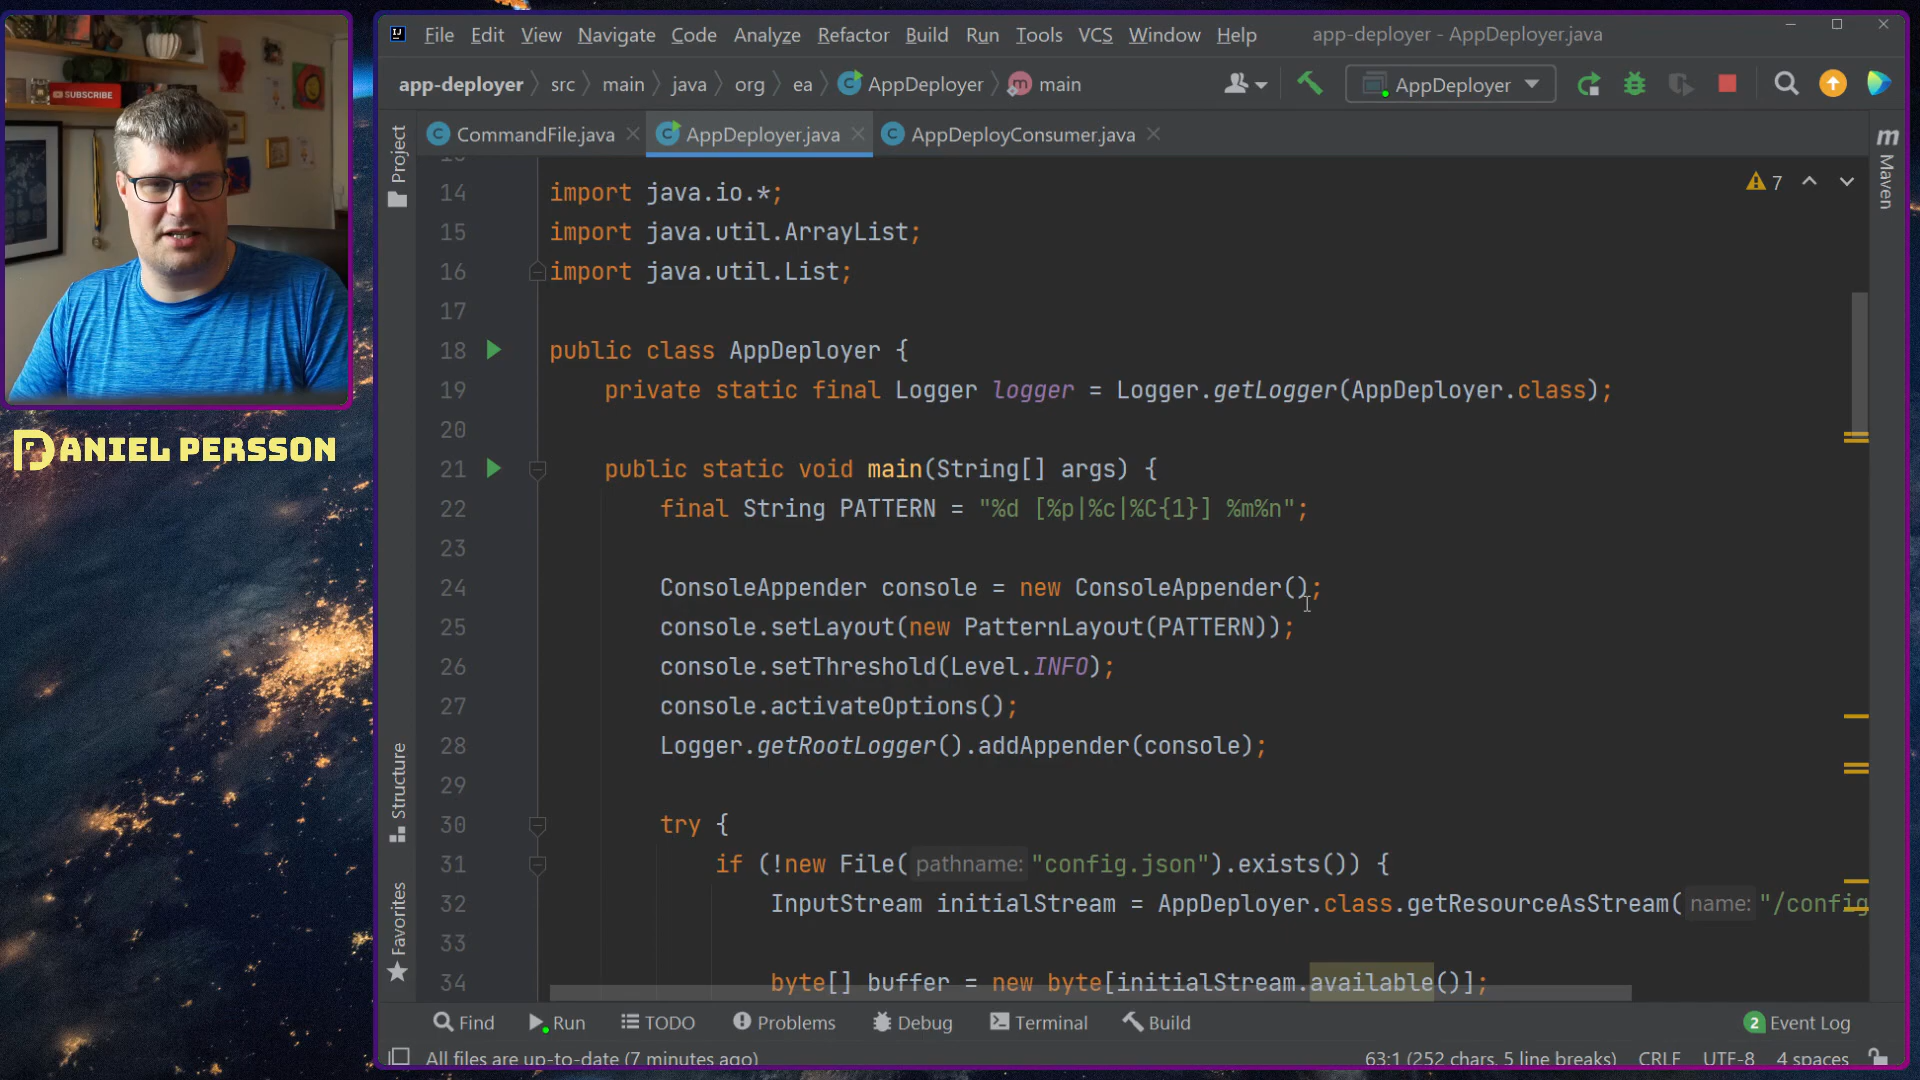 SUBSCRIBE
DANIEL PERSSON
File Edit View Navigate Code Analyze Refactor Build Run Tools VCS Window Help app-deployer - AppDeployer.java
app-deployer src main java org ea AppDeployer main AppDeployer
CommandFile.java AppDeployer.java AppDeployConsumer.java
Project
Structure
Favorites
Maven
7
14 import java.io.*;
15 import java.util.ArrayList;
16 import java.util.List;
17
18 public class AppDeployer {
19 private static final Logger logger = Logger.getLogger(AppDeployer.class);
20
21 public static void main(String[] args) {
22 final String PATTERN = "%d [%p|%c|%C{1}] %m%n";
23
24 ConsoleAppender console = new ConsoleAppender();
25 console.setLayout(new PatternLayout(PATTERN));
26 console.setThreshold(Level.INFO);
27 console.activateOptions();
28 Logger.getRootLogger().addAppender(console);
29
30 try {
31 if (!new File( pathname: "config.json").exists()) {
32 InputStream initialStream = AppDeployer.class.getResourceAsStream( name: "/config
33
34 byte[] buffer = new byte[initialStream.available()];
Find Run TODO Problems Debug Terminal Build 2 Event Log
All files are up-to-date (7 minutes ago) 63:1 (252 chars, 5 line breaks) CRLF UTF-8 4 spaces